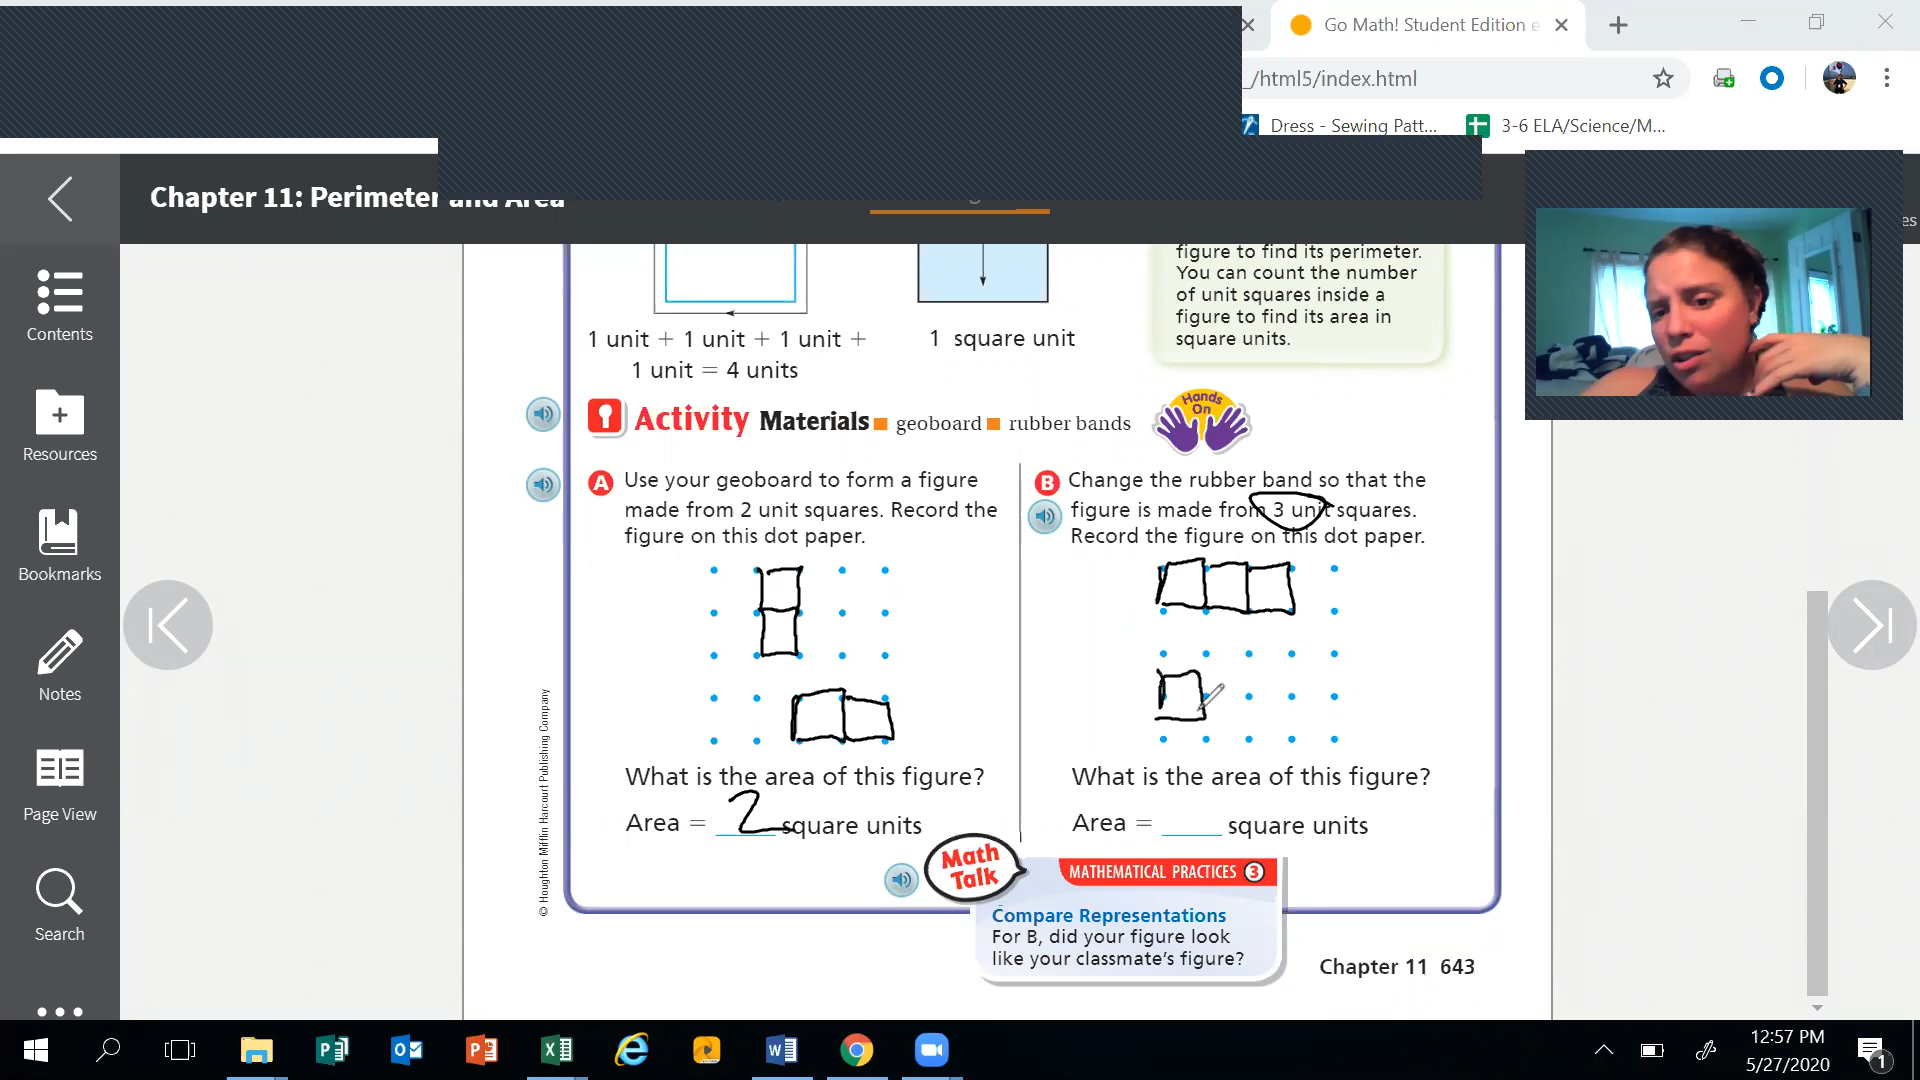 Go Math! Student Edition e
_/html5/index.html
Dress - Sewing Patt...
3-6 ELA/Science/M...
Chapter 11: Perimeter and Area
es
Contents
Resources
Bookmarks
Notes
Page View
Search
figure to find its perimeter.
You can count the number
of unit squares inside a
figure to find its area in
square units.
1 unit + 1 unit + 1 unit +
1 unit = 4 units
1 square unit
Activity Materials ■ geoboard ■ rubber bands
Hands
On
A Use your geoboard to form a figure
made from 2 unit squares. Record the
figure on this dot paper.
What is the area of this figure?
Area = 2 square units
B Change the rubber band so that the
figure is made from 3 unit squares.
Record the figure on this dot paper.
What is the area of this figure?
Area = ____ square units
© Houghton Mifflin Harcourt Publishing Company
Math
Talk
MATHEMATICAL PRACTICES 3
Compare Representations
For B, did your figure look
like your classmate's figure?
Chapter 11 643
12:57 PM
5/27/2020
1